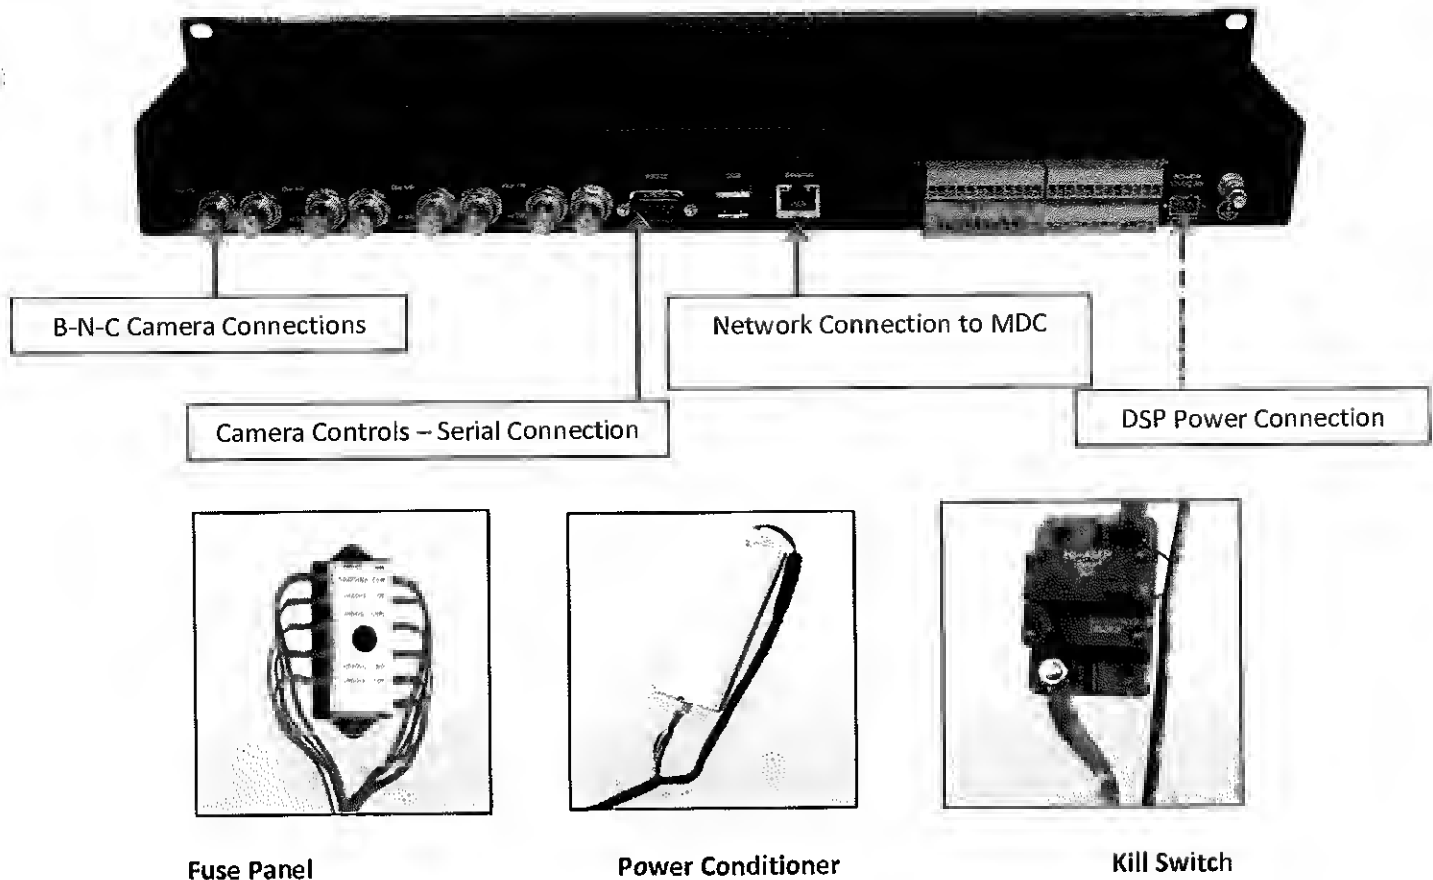 B-N-C Camera Connections
Network Connection to MDC
Camera Controls – Serial Connection
DSP Power Connection
Fuse Panel
Power Conditioner
Kill Switch